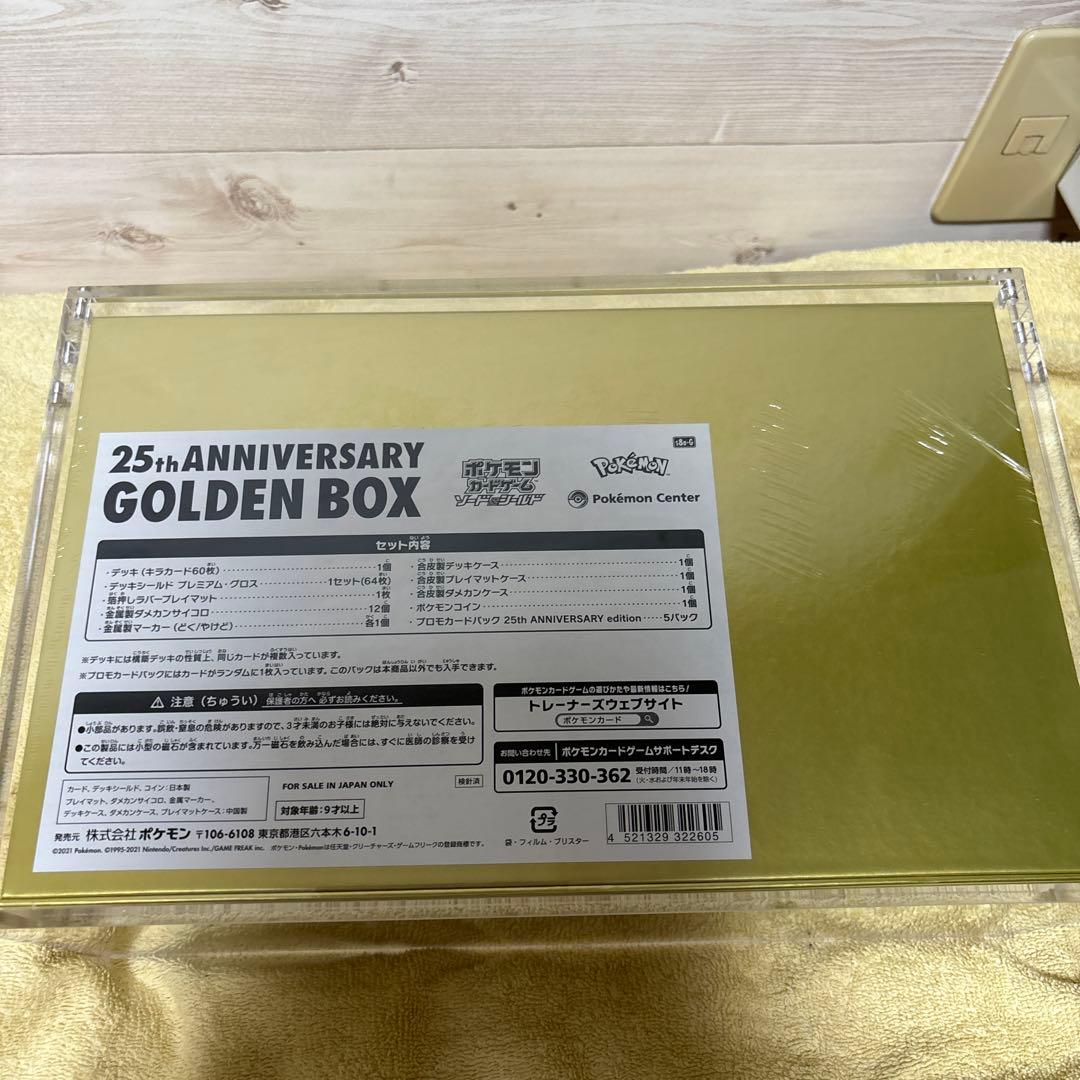 25th ANNIVERSARY
GOLDEN BOX
ポケモン
カードゲーム
ソード&シールド
Pokémon
Pokémon Center
s8a-G
セット内容
・デッキ(キラカード60枚)……1個
・デッキシールド プレミアム・グロス……1セット(64枚)
・箔押しラバープレイマット……1枚
・金属製ダメカンサイコロ……12個
・金属製マーカー(どく/やけど)……各1個
・合皮製デッキケース……1個
・合皮製プレイマットケース……1個
・合皮製ダメカンケース……1個
・ポケモンコイン……1個
・プロモカードパック 25th ANNIVERSARY edition……5パック
※デッキには構築デッキの性質上、同じカードが複数入っています。
※プロモカードパックにはカードがランダムに1枚入っています。このパックは本商品以外でも入手できます。
注意(ちゅうい) 保護者の方へ 必ずお読みください。
●小部品があります。誤飲・窒息の危険がありますので、3才未満のお子様には絶対に与えないでください。
●この製品には小型の磁石が含まれています。万一磁石を飲み込んだ場合には、すぐに医師の診察を受け
てください。
ポケモンカードゲームの遊びかたや最新情報はこちら!
トレーナーズウェブサイト
ポケモンカード
お問い合わせ先 ポケモンカードゲームサポートデスク
0120-330-362 受付時間/11時〜18時
(火・水および年末年始を除く)
カード、デッキシールド、コイン:日本製
プレイマット、ダメカンサイコロ、金属マーカー、
デッキケース、ダメカンケース、プレイマットケース:中国製
FOR SALE IN JAPAN ONLY
検針済
対象年齢:9才以上
発売元 株式会社ポケモン 〒106-6108 東京都港区六本木6-10-1
©2021 Pokémon. ©1995-2021 Nintendo/Creatures Inc./GAME FREAK inc. ポケモン・Pokémonは任天堂・クリーチャーズ・ゲームフリークの登録商標です。
プラ
袋・フィルム・ブリスター
4 521329 322605